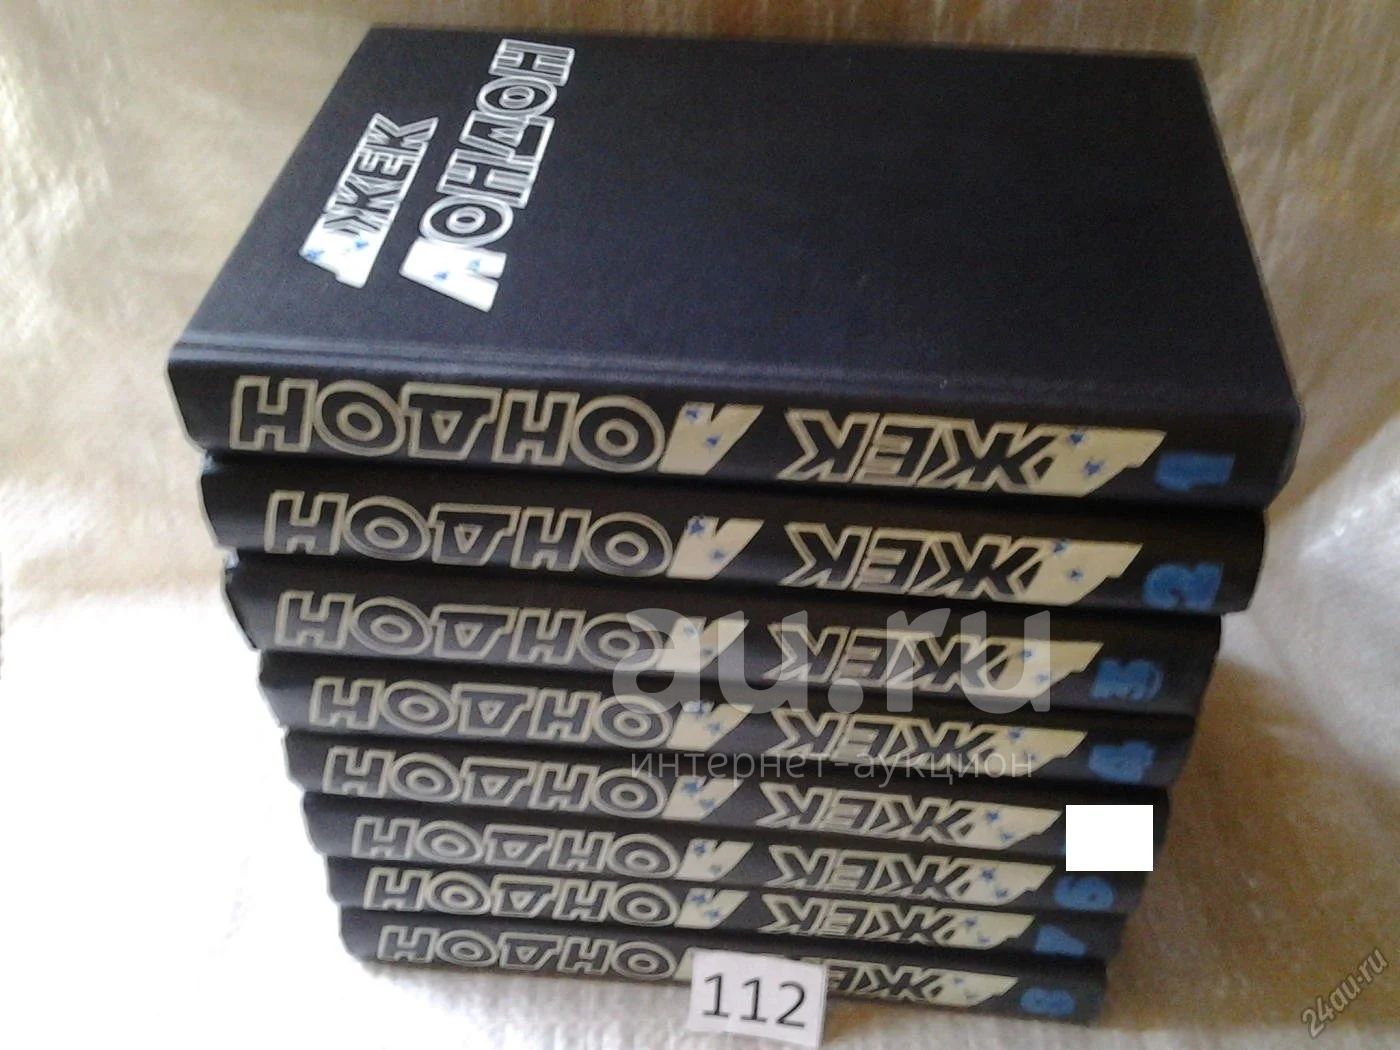 ДЖЕК
ЛОНДОН
ДЖЕК ЛОНДОН 1
ДЖЕК ЛОНДОН 2
ДЖЕК ЛОНДОН 3
ДЖЕК ЛОНДОН 4
ДЖЕК ЛОНДОН
ДЖЕК ЛОНДОН 6
ДЖЕК ЛОНДОН 7
ДЖЕК ЛОНДОН 8
112
au.ru
интернет-аукцион
24au.ru